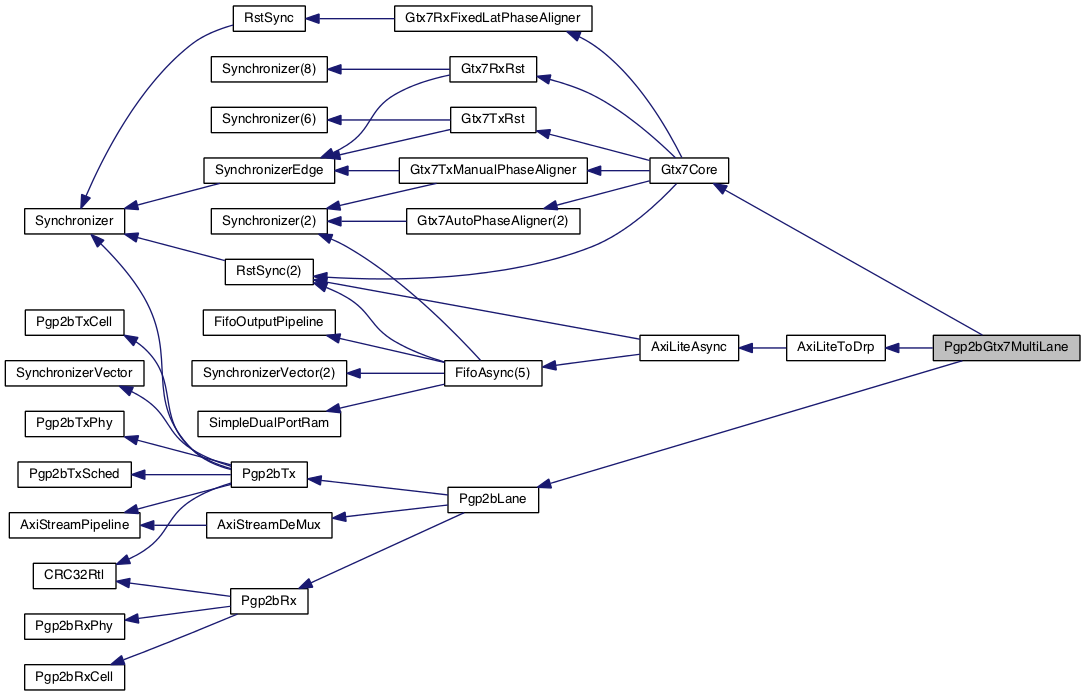 RstSync
Gtx7RxFixedLatPhaseAligner
Synchronizer(8)
Gtx7RxRst
Synchronizer(6)
Gtx7TxRst
SynchronizerEdge
Gtx7TxManualPhaseAligner
Gtx7Core
Synchronizer
Synchronizer(2)
Gtx7AutoPhaseAligner(2)
RstSync(2)
Pgp2bTxCell
FifoOutputPipeline
AxiLiteAsync
AxiLiteToDrp
Pgp2bGtx7MultiLane
SynchronizerVector
SynchronizerVector(2)
FifoAsync(5)
Pgp2bTxPhy
SimpleDualPortRam
Pgp2bTxSched
Pgp2bTx
Pgp2bLane
AxiStreamPipeline
AxiStreamDeMux
CRC32Rtl
Pgp2bRx
Pgp2bRxPhy
Pgp2bRxCell